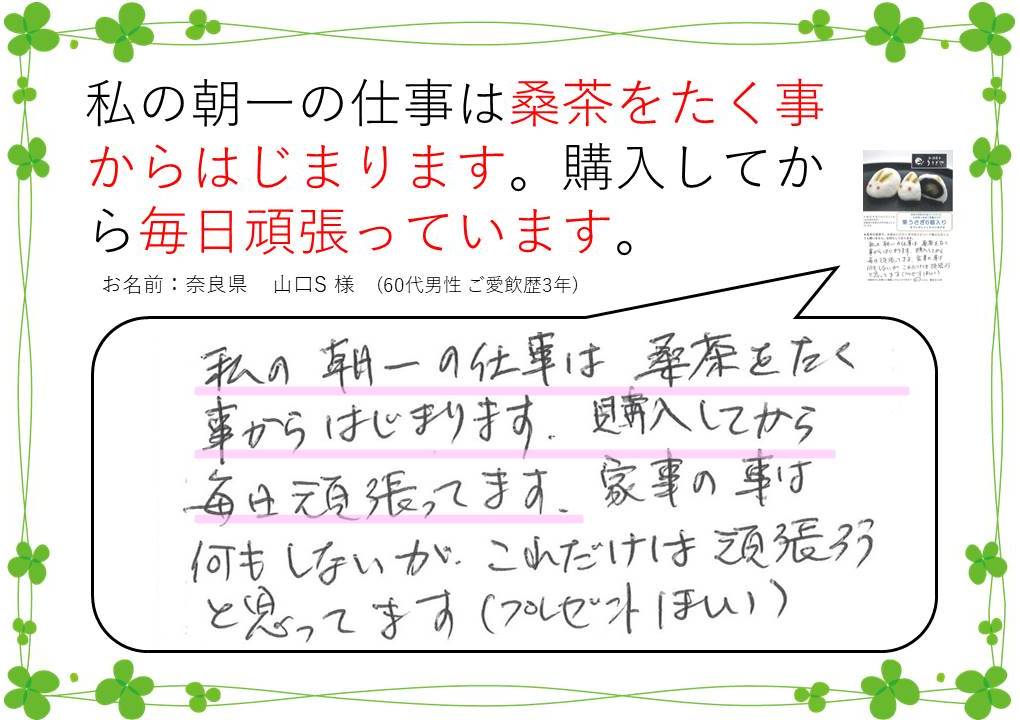 私の朝一の仕事は桑茶をたく事
からはじまります。購入してか
ら毎日頑張っています。
お名前：奈良県 山口S 様 (60代男性 ご愛飲歴3年)
私の朝一の仕事は 桑茶をたく
事からはじまります. 購入してから
毎日頑張ってます. 家事の事は
何もしないが. これだけは頑張ろう
と思ってます(プレゼントほしい)